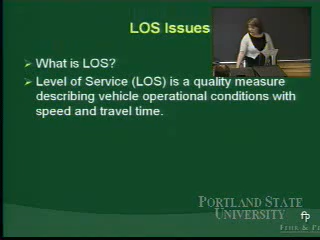 LOS Issues
What is LOS?
Level of Service (LOS) is a quality measure
describing vehicle operational conditions with
speed and travel time.
PORTLAND STATE
UNIVERSITY